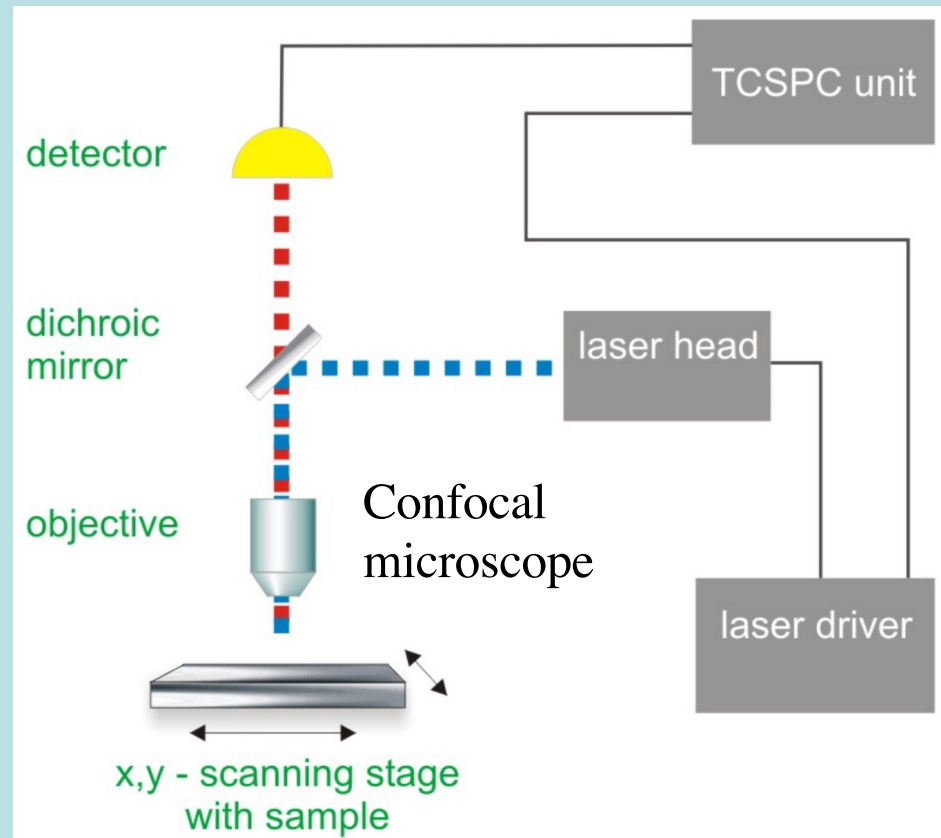 TCSPC unit
detector
dichroic
mirror
laser head
objective
Confocal
microscope
laser driver
x,y - scanning stage
with sample